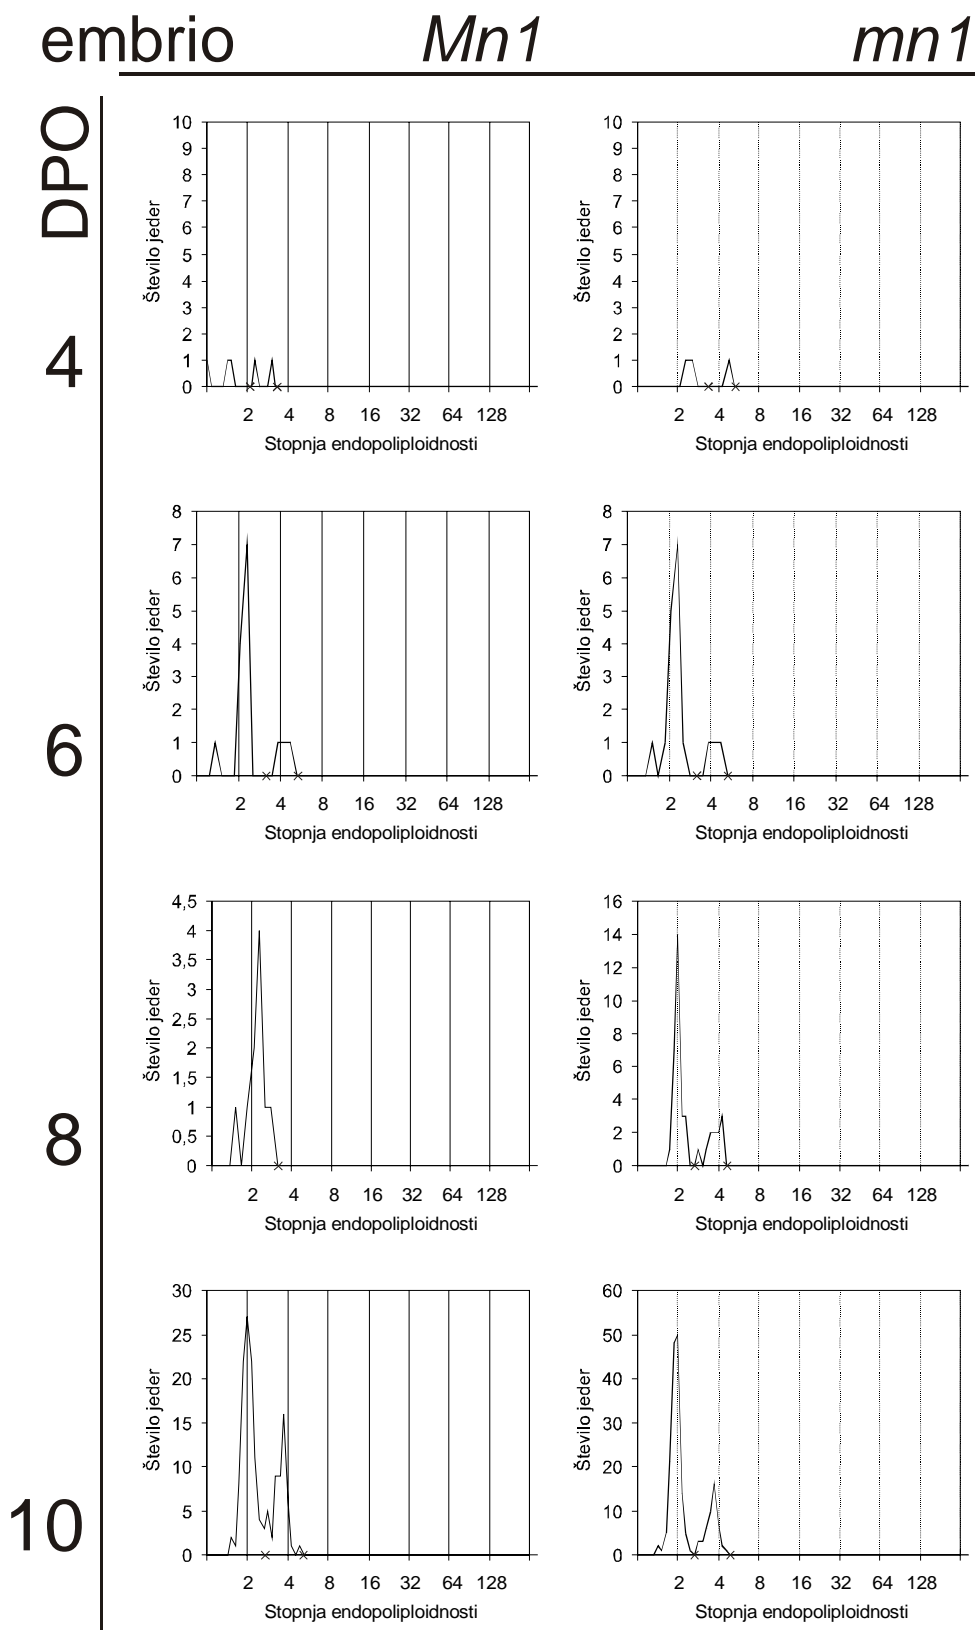 embrio Mn1 mn1
DPO
4
10 9 8 7 6 5 4 3 2 1 0
Število jeder
2 4 8 16 32 64 128
Stopnja endopoliploidnosti
10 9 8 7 6 5 4 3 2 1 0
Število jeder
2 4 8 16 32 64 128
Stopnja endopoliploidnosti
6
8 7 6 5 4 3 2 1 0
Število jeder
2 4 8 16 32 64 128
Stopnja endopoliploidnosti
8 7 6 5 4 3 2 1 0
Število jeder
2 4 8 16 32 64 128
Stopnja endopoliploidnosti
8
4,5 4 3,5 3 2,5 2 1,5 1 0,5 0
Število jeder
2 4 8 16 32 64 128
Stopnja endopoliploidnosti
16 14 12 10 8 6 4 2 0
Število jeder
2 4 8 16 32 64 128
Stopnja endopoliploidnosti
10
30 25 20 15 10 5 0
Število jeder
2 4 8 16 32 64 128
Stopnja endopoliploidnosti
60 50 40 30 20 10 0
Število jeder
2 4 8 16 32 64 128
Stopnja endopoliploidnosti